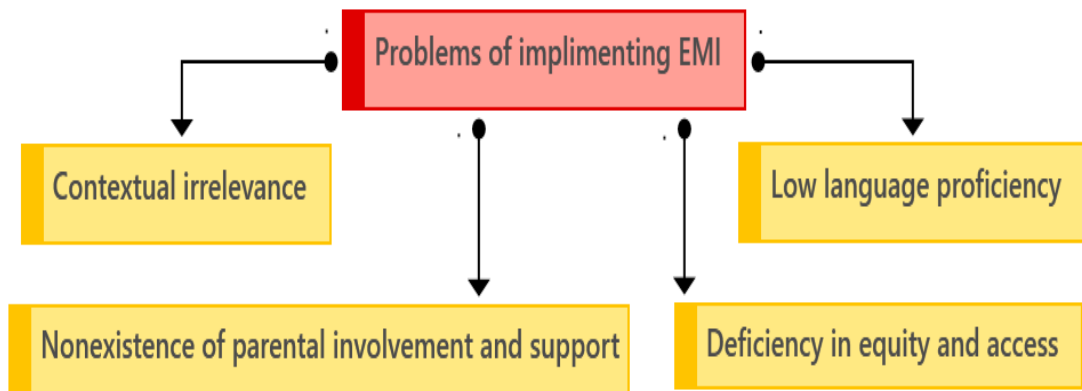 Problems of implimenting EMI
Contextual irrelevance
Low language proficiency
Nonexistence of parental involvement and support
Deficiency in equity and access